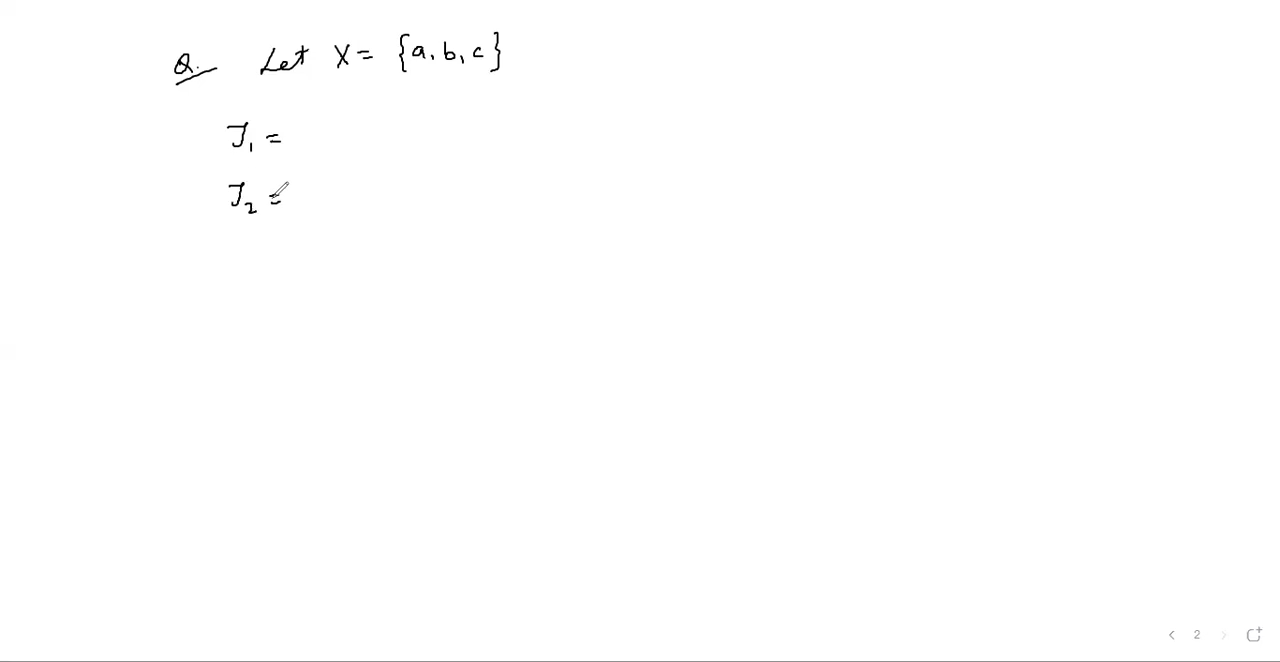 Q. Let X = {a, b, c}
J₁ =
J₂ =
< 2 >